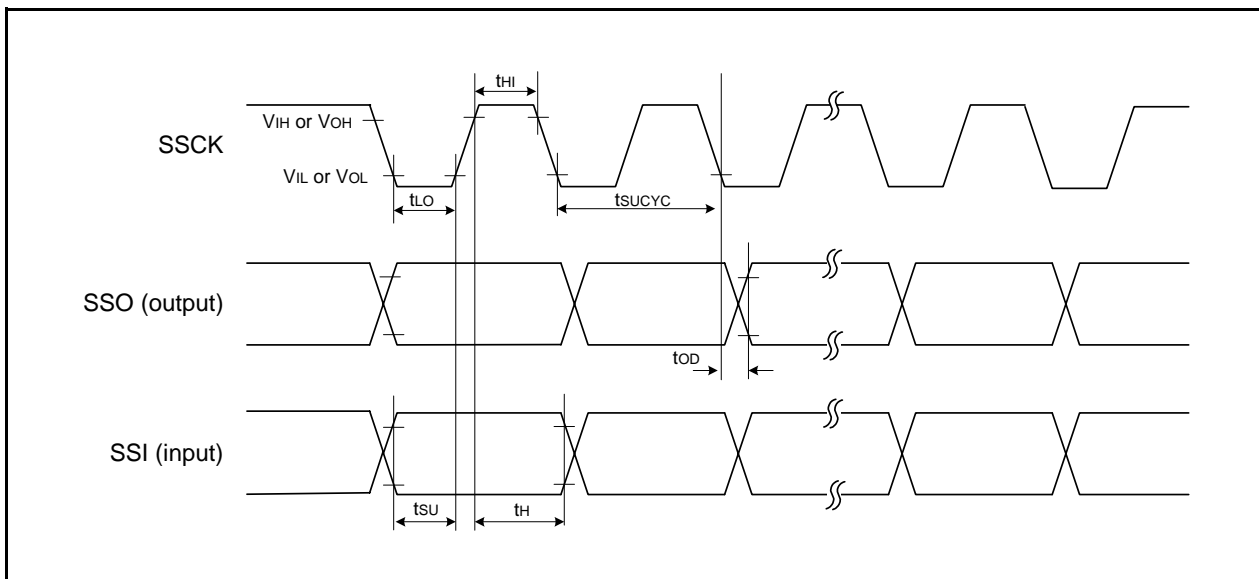 tHI
VIH or VOH
SSCK
VIL or VOL
tLO
tSUCYC
SSO (output)
tOD
SSI (input)
tSU
tH